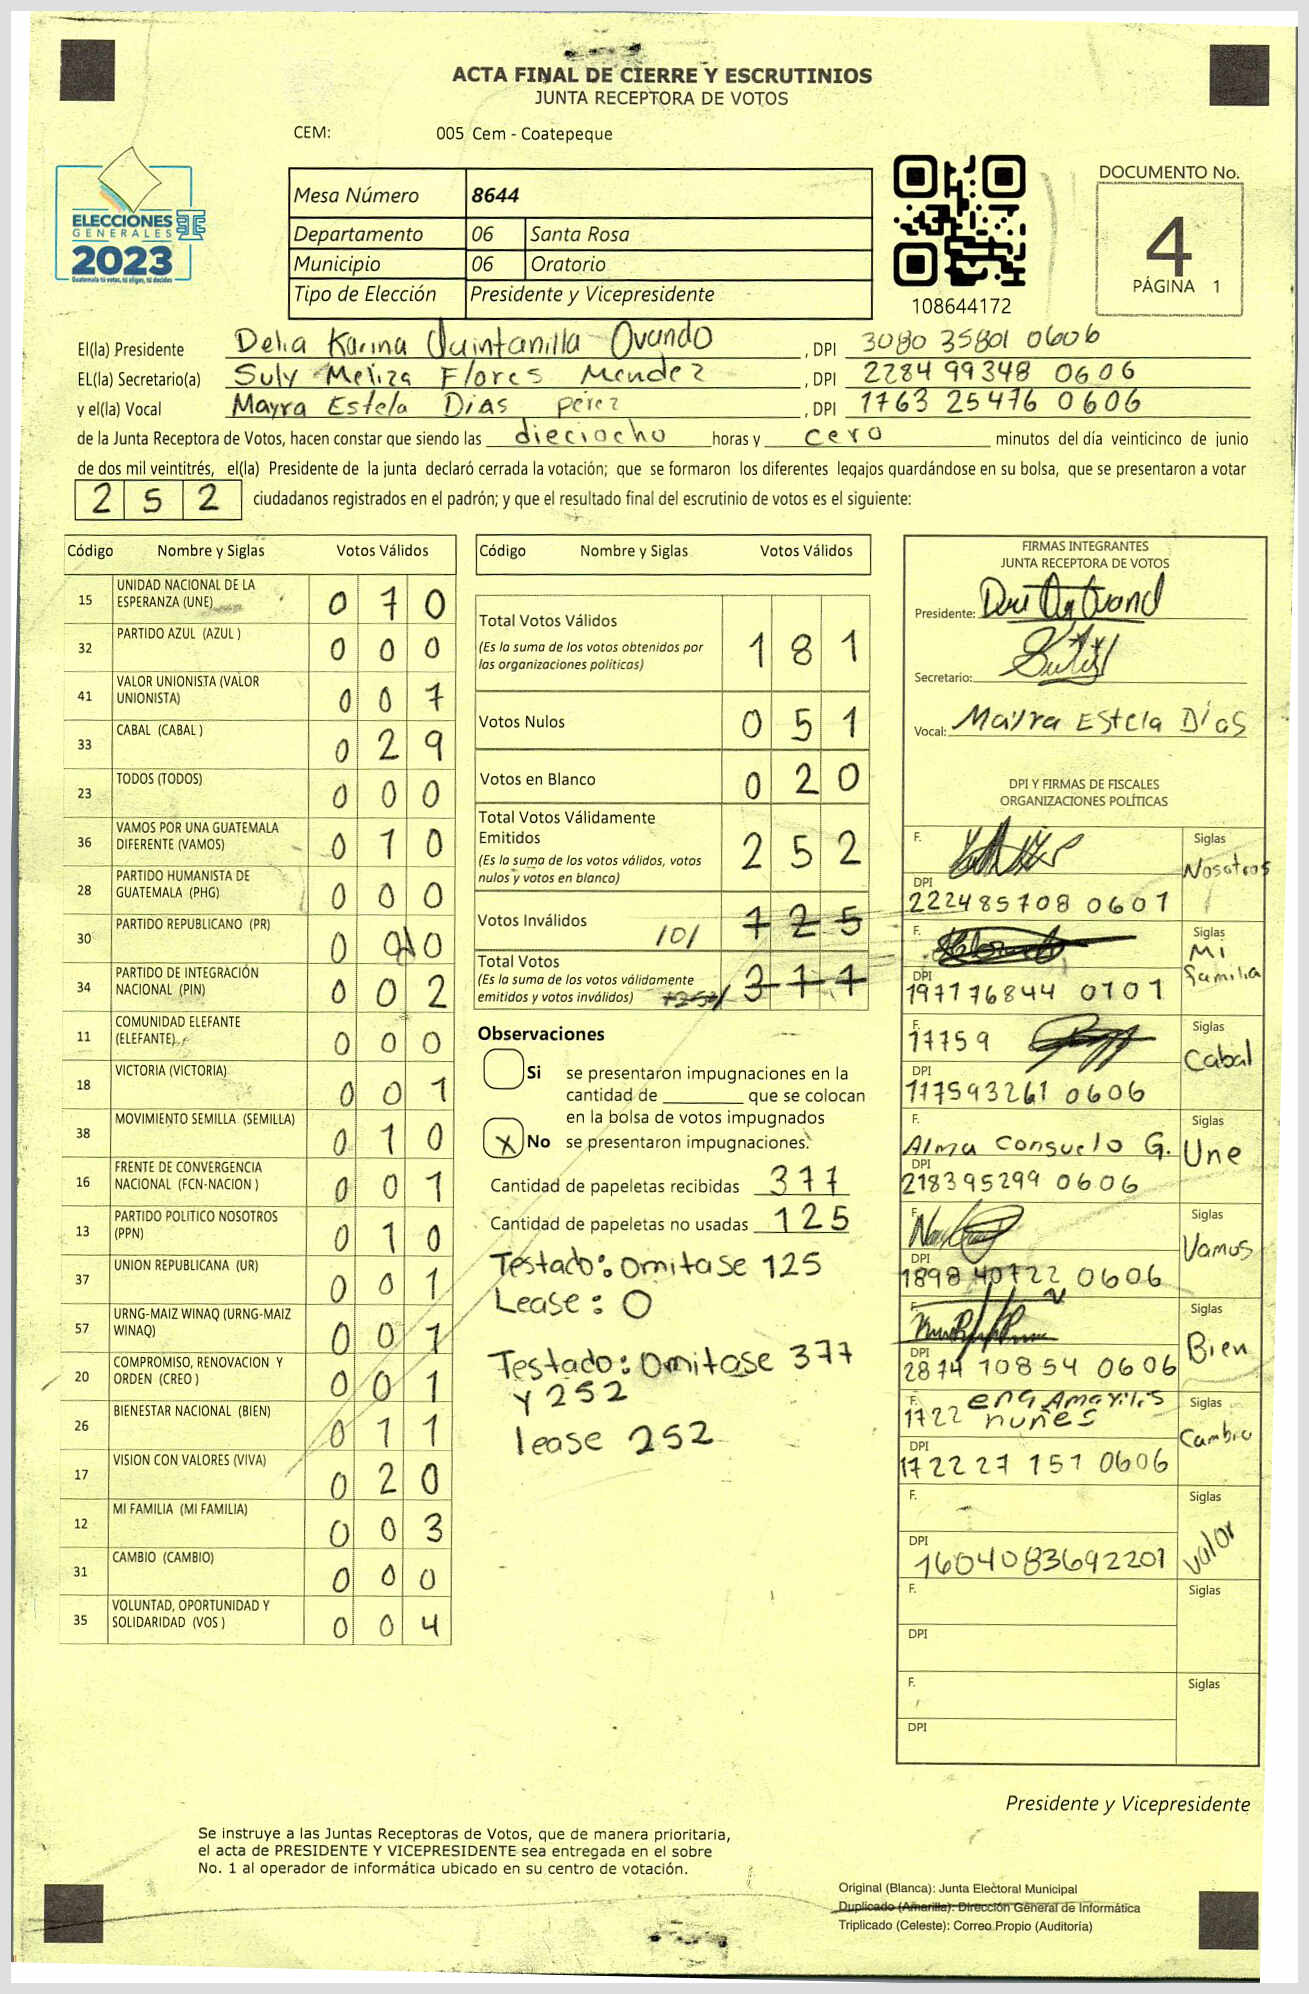 ACTA FINAL DE CIERRE Y ESCRUTINIOS
JUNTA RECEPTORA DE VOTOS
CEM: 005 Cem - Coatepeque
ELECCIONES
GENERALES
2023
Guatemala tú votas, tú eliges, tú decides
Mesa Número 8644
Departamento 06 Santa Rosa
Municipio 06 Oratorio
Tipo de Elección Presidente y Vicepresidente
108644172
DOCUMENTO No.
4
PÁGINA 1
El(la) Presidente Delia Karina Quintanilla Ovando , DPI 3080 35801 0606
EL(la) Secretario(a) Suly Meliza Flores Mendez , DPI 2284 99348 0606
y el(la) Vocal Mayra Estela Dias perez , DPI 1763 25476 0606
de la Junta Receptora de Votos, hacen constar que siendo las dieciocho horas y cero minutos del día veinticinco de junio
de dos mil veintitrés, el(la) Presidente de la junta declaró cerrada la votación; que se formaron los diferentes legajos quardándose en su bolsa, que se presentaron a votar
252 ciudadanos registrados en el padrón; y que el resultado final del escrutinio de votos es el siguiente:
Código Nombre y Siglas Votos Válidos
15 UNIDAD NACIONAL DE LA ESPERANZA (UNE) 0 7 0
32 PARTIDO AZUL (AZUL ) 0 0 0
41 VALOR UNIONISTA (VALOR UNIONISTA) 0 0 7
33 CABAL (CABAL ) 0 2 9
23 TODOS (TODOS) 0 0 0
36 VAMOS POR UNA GUATEMALA DIFERENTE (VAMOS) 0 1 0
28 PARTIDO HUMANISTA DE GUATEMALA (PHG) 0 0 0
30 PARTIDO REPUBLICANO (PR) 0 0
34 PARTIDO DE INTEGRACIÓN NACIONAL (PIN) 0 0 2
11 COMUNIDAD ELEFANTE (ELEFANTE) 0 0 0
18 VICTORIA (VICTORIA) 0 0 1
38 MOVIMIENTO SEMILLA (SEMILLA) 0 1 0
16 FRENTE DE CONVERGENCIA NACIONAL (FCN-NACION ) 0 0 1
13 PARTIDO POLITICO NOSOTROS (PPN) 0 1 0
37 UNION REPUBLICANA (UR) 0 0 1
57 URNG-MAIZ WINAQ (URNG-MAIZ WINAQ) 0 0 1
20 COMPROMISO, RENOVACION Y ORDEN (CREO ) 0 0 1
26 BIENESTAR NACIONAL (BIEN) 0 1 1
17 VISION CON VALORES (VIVA) 0 2 0
12 MI FAMILIA (MI FAMILIA) 0 0 3
31 CAMBIO (CAMBIO) 0 0 0
35 VOLUNTAD, OPORTUNIDAD Y SOLIDARIDAD (VOS ) 0 0 4
Código Nombre y Siglas Votos Válidos
Total Votos Válidos 1 8 1
(Es la suma de los votos obtenidos por
las organizaciones politicas)
Votos Nulos 0 5 1
Votos en Blanco 0 2 0
Total Votos Válidamente
Emitidos 2 5 2
(Es la suma de los votos válidos, votos
nulos y votos en blanco)
Votos Inválidos /0/ 1 2 5
Total Votos
(Es la suma de los votos válidamente
emitidos y votos inválidos) 3 7 7
Observaciones
Si se presentaron impugnaciones en la
cantidad de ________ que se colocan
en la bolsa de votos impugnados
X No se presentaron impugnaciones.
Cantidad de papeletas recibidas 377
Cantidad de papeletas no usadas 125
Testado: Omitase 125
Lease: 0
Testado: Omitase 377
y 252
lease 252
FIRMAS INTEGRANTES
JUNTA RECEPTORA DE VOTOS
Presidente:
Secretario:
Vocal: Mayra Estela Días
DPI Y FIRMAS DE FISCALES
ORGANIZACIONES POLÍTICAS
F. Siglas Nosotros
DPI 222485708 0601
F. Siglas Mi familia
DPI 197176844 0101
F. 17759 Siglas Cabal
DPI 177593261 0606
F. Alma Consuelo G. Siglas Une
DPI 218395299 0606
F. Siglas Vamos
DPI 1898 40722 0606
F. Siglas Bien
DPI 2874 10854 0606
F. 1722 ena Amarilis nuñes Siglas Cambio
DPI 172227 151 0606
F. Siglas Valor
DPI 1604083692201
F. Siglas
DPI
F. Siglas
DPI
Presidente y Vicepresidente
Se instruye a las Juntas Receptoras de Votos, que de manera prioritaria,
el acta de PRESIDENTE Y VICEPRESIDENTE sea entregada en el sobre
No. 1 al operador de informática ubicado en su centro de votación.
Original (Blanca): Junta Electoral Municipal
Duplicado (Amarilla): Dirección General de Informática
Triplicado (Celeste): Correo Propio (Auditoría)